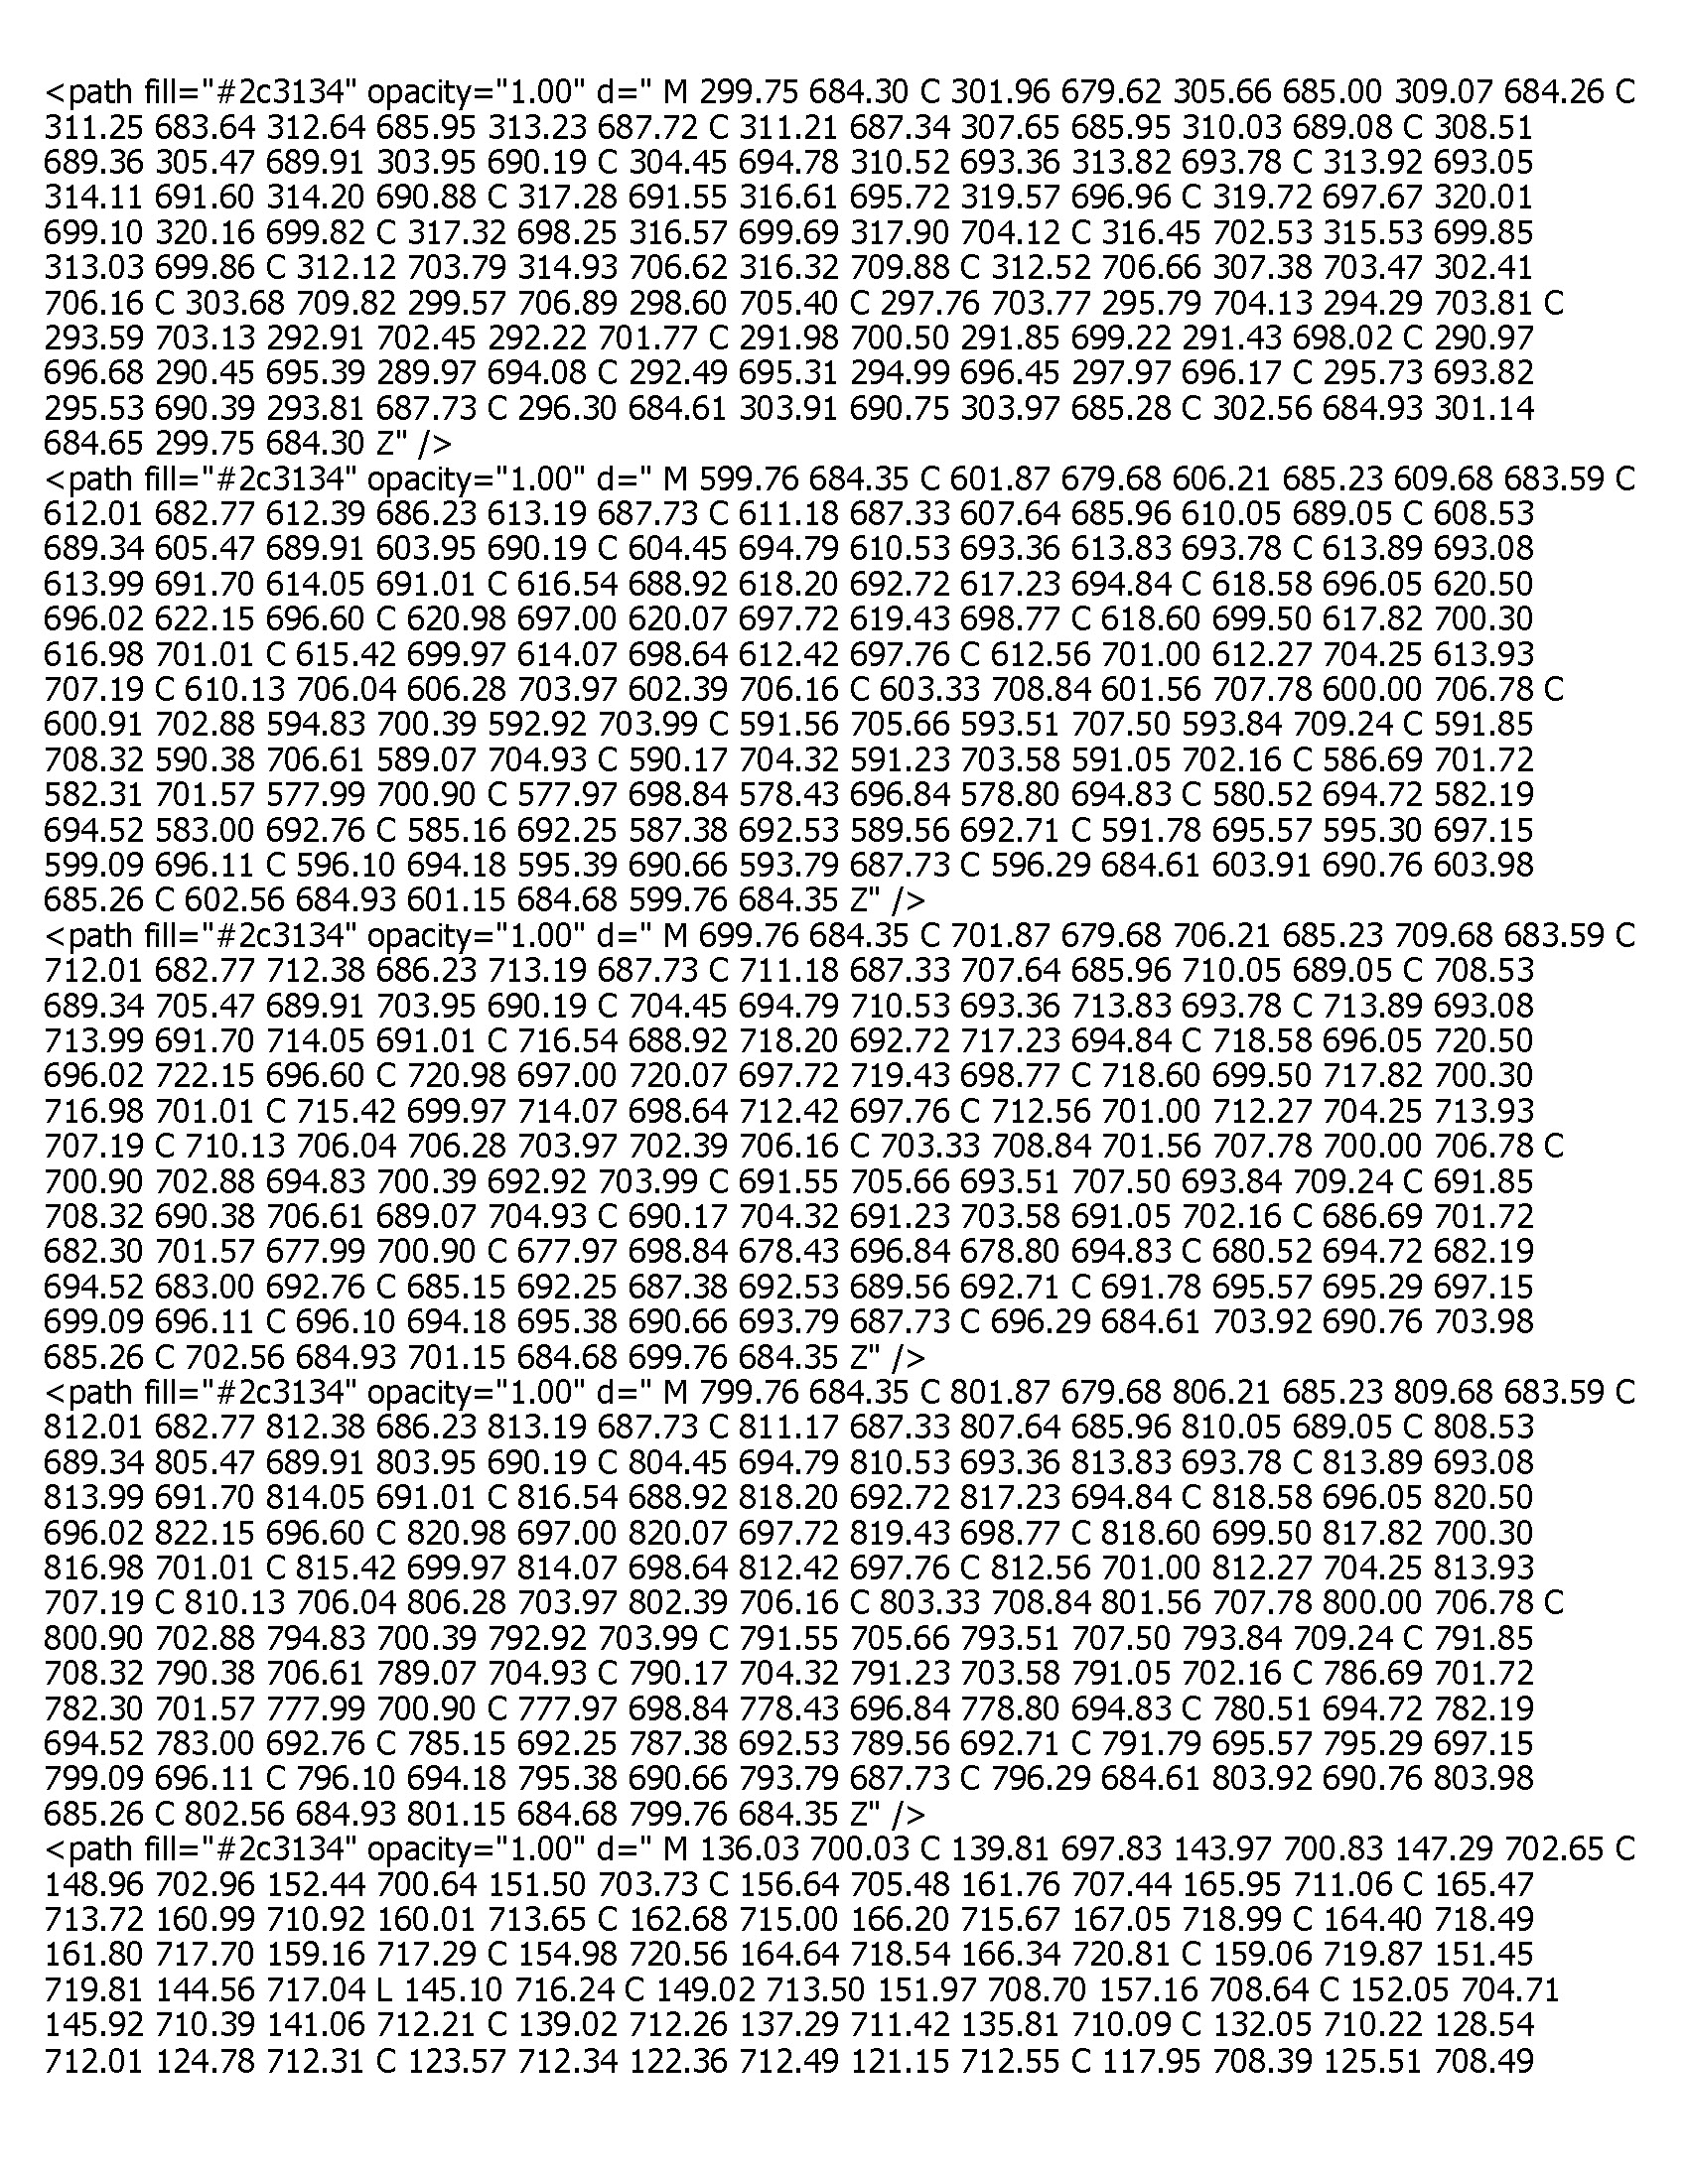 <path fill="#2c3134" opacity="1.00" d=" M 299.75 684.30 C 301.96 679.62 305.66 685.00 309.07 684.26 C
311.25 683.64 312.64 685.95 313.23 687.72 C 311.21 687.34 307.65 685.95 310.03 689.08 C 308.51
689.36 305.47 689.91 303.95 690.19 C 304.45 694.78 310.52 693.36 313.82 693.78 C 313.92 693.05
314.11 691.60 314.20 690.88 C 317.28 691.55 316.61 695.72 319.57 696.96 C 319.72 697.67 320.01
699.10 320.16 699.82 C 317.32 698.25 316.57 699.69 317.90 704.12 C 316.45 702.53 315.53 699.85
313.03 699.86 C 312.12 703.79 314.93 706.62 316.32 709.88 C 312.52 706.66 307.38 703.47 302.41
706.16 C 303.68 709.82 299.57 706.89 298.60 705.40 C 297.76 703.77 295.79 704.13 294.29 703.81 C
293.59 703.13 292.91 702.45 292.22 701.77 C 291.98 700.50 291.85 699.22 291.43 698.02 C 290.97
696.68 290.45 695.39 289.97 694.08 C 292.49 695.31 294.99 696.45 297.97 696.17 C 295.73 693.82
295.53 690.39 293.81 687.73 C 296.30 684.61 303.91 690.75 303.97 685.28 C 302.56 684.93 301.14
684.65 299.75 684.30 Z" />
<path fill="#2c3134" opacity="1.00" d=" M 599.76 684.35 C 601.87 679.68 606.21 685.23 609.68 683.59 C
612.01 682.77 612.39 686.23 613.19 687.73 C 611.18 687.33 607.64 685.96 610.05 689.05 C 608.53
689.34 605.47 689.91 603.95 690.19 C 604.45 694.79 610.53 693.36 613.83 693.78 C 613.89 693.08
613.99 691.70 614.05 691.01 C 616.54 688.92 618.20 692.72 617.23 694.84 C 618.58 696.05 620.50
696.02 622.15 696.60 C 620.98 697.00 620.07 697.72 619.43 698.77 C 618.60 699.50 617.82 700.30
616.98 701.01 C 615.42 699.97 614.07 698.64 612.42 697.76 C 612.56 701.00 612.27 704.25 613.93
707.19 C 610.13 706.04 606.28 703.97 602.39 706.16 C 603.33 708.84 601.56 707.78 600.00 706.78 C
600.91 702.88 594.83 700.39 592.92 703.99 C 591.56 705.66 593.51 707.50 593.84 709.24 C 591.85
708.32 590.38 706.61 589.07 704.93 C 590.17 704.32 591.23 703.58 591.05 702.16 C 586.69 701.72
582.31 701.57 577.99 700.90 C 577.97 698.84 578.43 696.84 578.80 694.83 C 580.52 694.72 582.19
694.52 583.00 692.76 C 585.16 692.25 587.38 692.53 589.56 692.71 C 591.78 695.57 595.30 697.15
599.09 696.11 C 596.10 694.18 595.39 690.66 593.79 687.73 C 596.29 684.61 603.91 690.76 603.98
685.26 C 602.56 684.93 601.15 684.68 599.76 684.35 Z" />
<path fill="#2c3134" opacity="1.00" d=" M 699.76 684.35 C 701.87 679.68 706.21 685.23 709.68 683.59 C
712.01 682.77 712.38 686.23 713.19 687.73 C 711.18 687.33 707.64 685.96 710.05 689.05 C 708.53
689.34 705.47 689.91 703.95 690.19 C 704.45 694.79 710.53 693.36 713.83 693.78 C 713.89 693.08
713.99 691.70 714.05 691.01 C 716.54 688.92 718.20 692.72 717.23 694.84 C 718.58 696.05 720.50
696.02 722.15 696.60 C 720.98 697.00 720.07 697.72 719.43 698.77 C 718.60 699.50 717.82 700.30
716.98 701.01 C 715.42 699.97 714.07 698.64 712.42 697.76 C 712.56 701.00 712.27 704.25 713.93
707.19 C 710.13 706.04 706.28 703.97 702.39 706.16 C 703.33 708.84 701.56 707.78 700.00 706.78 C
700.90 702.88 694.83 700.39 692.92 703.99 C 691.55 705.66 693.51 707.50 693.84 709.24 C 691.85
708.32 690.38 706.61 689.07 704.93 C 690.17 704.32 691.23 703.58 691.05 702.16 C 686.69 701.72
682.30 701.57 677.99 700.90 C 677.97 698.84 678.43 696.84 678.80 694.83 C 680.52 694.72 682.19
694.52 683.00 692.76 C 685.15 692.25 687.38 692.53 689.56 692.71 C 691.78 695.57 695.29 697.15
699.09 696.11 C 696.10 694.18 695.38 690.66 693.79 687.73 C 696.29 684.61 703.92 690.76 703.98
685.26 C 702.56 684.93 701.15 684.68 699.76 684.35 Z" />
<path fill="#2c3134" opacity="1.00" d=" M 799.76 684.35 C 801.87 679.68 806.21 685.23 809.68 683.59 C
812.01 682.77 812.38 686.23 813.19 687.73 C 811.17 687.33 807.64 685.96 810.05 689.05 C 808.53
689.34 805.47 689.91 803.95 690.19 C 804.45 694.79 810.53 693.36 813.83 693.78 C 813.89 693.08
813.99 691.70 814.05 691.01 C 816.54 688.92 818.20 692.72 817.23 694.84 C 818.58 696.05 820.50
696.02 822.15 696.60 C 820.98 697.00 820.07 697.72 819.43 698.77 C 818.60 699.50 817.82 700.30
816.98 701.01 C 815.42 699.97 814.07 698.64 812.42 697.76 C 812.56 701.00 812.27 704.25 813.93
707.19 C 810.13 706.04 806.28 703.97 802.39 706.16 C 803.33 708.84 801.56 707.78 800.00 706.78 C
800.90 702.88 794.83 700.39 792.92 703.99 C 791.55 705.66 793.51 707.50 793.84 709.24 C 791.85
708.32 790.38 706.61 789.07 704.93 C 790.17 704.32 791.23 703.58 791.05 702.16 C 786.69 701.72
782.30 701.57 777.99 700.90 C 777.97 698.84 778.43 696.84 778.80 694.83 C 780.51 694.72 782.19
694.52 783.00 692.76 C 785.15 692.25 787.38 692.53 789.56 692.71 C 791.79 695.57 795.29 697.15
799.09 696.11 C 796.10 694.18 795.38 690.66 793.79 687.73 C 796.29 684.61 803.92 690.76 803.98
685.26 C 802.56 684.93 801.15 684.68 799.76 684.35 Z" />
<path fill="#2c3134" opacity="1.00" d=" M 136.03 700.03 C 139.81 697.83 143.97 700.83 147.29 702.65 C
148.96 702.96 152.44 700.64 151.50 703.73 C 156.64 705.48 161.76 707.44 165.95 711.06 C 165.47
713.72 160.99 710.92 160.01 713.65 C 162.68 715.00 166.20 715.67 167.05 718.99 C 164.40 718.49
161.80 717.70 159.16 717.29 C 154.98 720.56 164.64 718.54 166.34 720.81 C 159.06 719.87 151.45
719.81 144.56 717.04 L 145.10 716.24 C 149.02 713.50 151.97 708.70 157.16 708.64 C 152.05 704.71
145.92 710.39 141.06 712.21 C 139.02 712.26 137.29 711.42 135.81 710.09 C 132.05 710.22 128.54
712.01 124.78 712.31 C 123.57 712.34 122.36 712.49 121.15 712.55 C 117.95 708.39 125.51 708.49